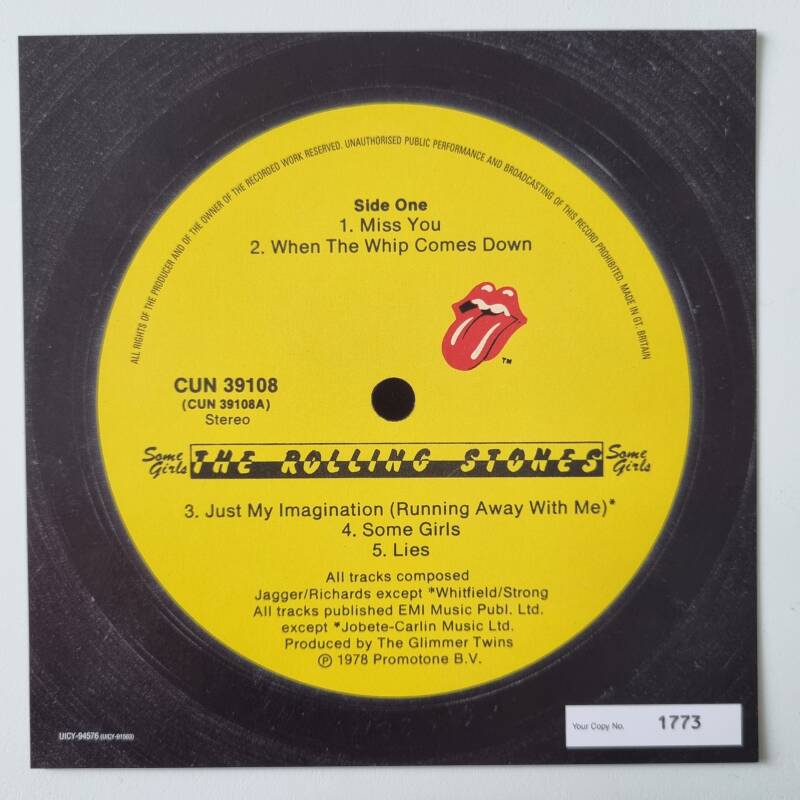 ALL RIGHTS OF THE PRODUCER AND OF THE OWNER OF THE RECORDED WORK RESERVED. UNAUTHORISED PUBLIC PERFORMANCE AND BROADCASTING OF THIS RECORD PROHIBITED. MADE IN GT. BRITAIN
Side One
1. Miss You
2. When The Whip Comes Down
TM
CUN 39108
(CUN 39108A)
Stereo
Some Girls THE ROLLING STONES Some Girls
3. Just My Imagination (Running Away With Me)*
4. Some Girls
5. Lies
All tracks composed
Jagger/Richards except *Whitfield/Strong
All tracks published EMI Music Publ. Ltd.
except *Jobete-Carlin Music Ltd.
Produced by The Glimmer Twins
℗ 1978 Promotone B.V.
UICY-94576
Your Copy No. 1773